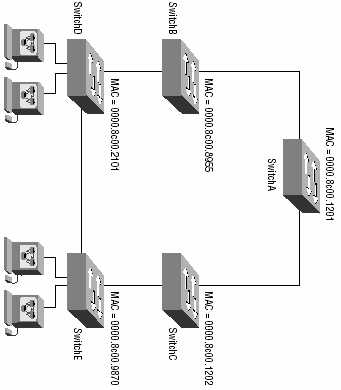 MAC = 0000.8c00.1201
SwitchA
SwitchB
MAC = 0000.8c00.8955
SwitchC
MAC = 0000.8c00.1202
SwitchD
MAC = 0000.8c00.2101
SwitchE
MAC = 0000.8c00.9870